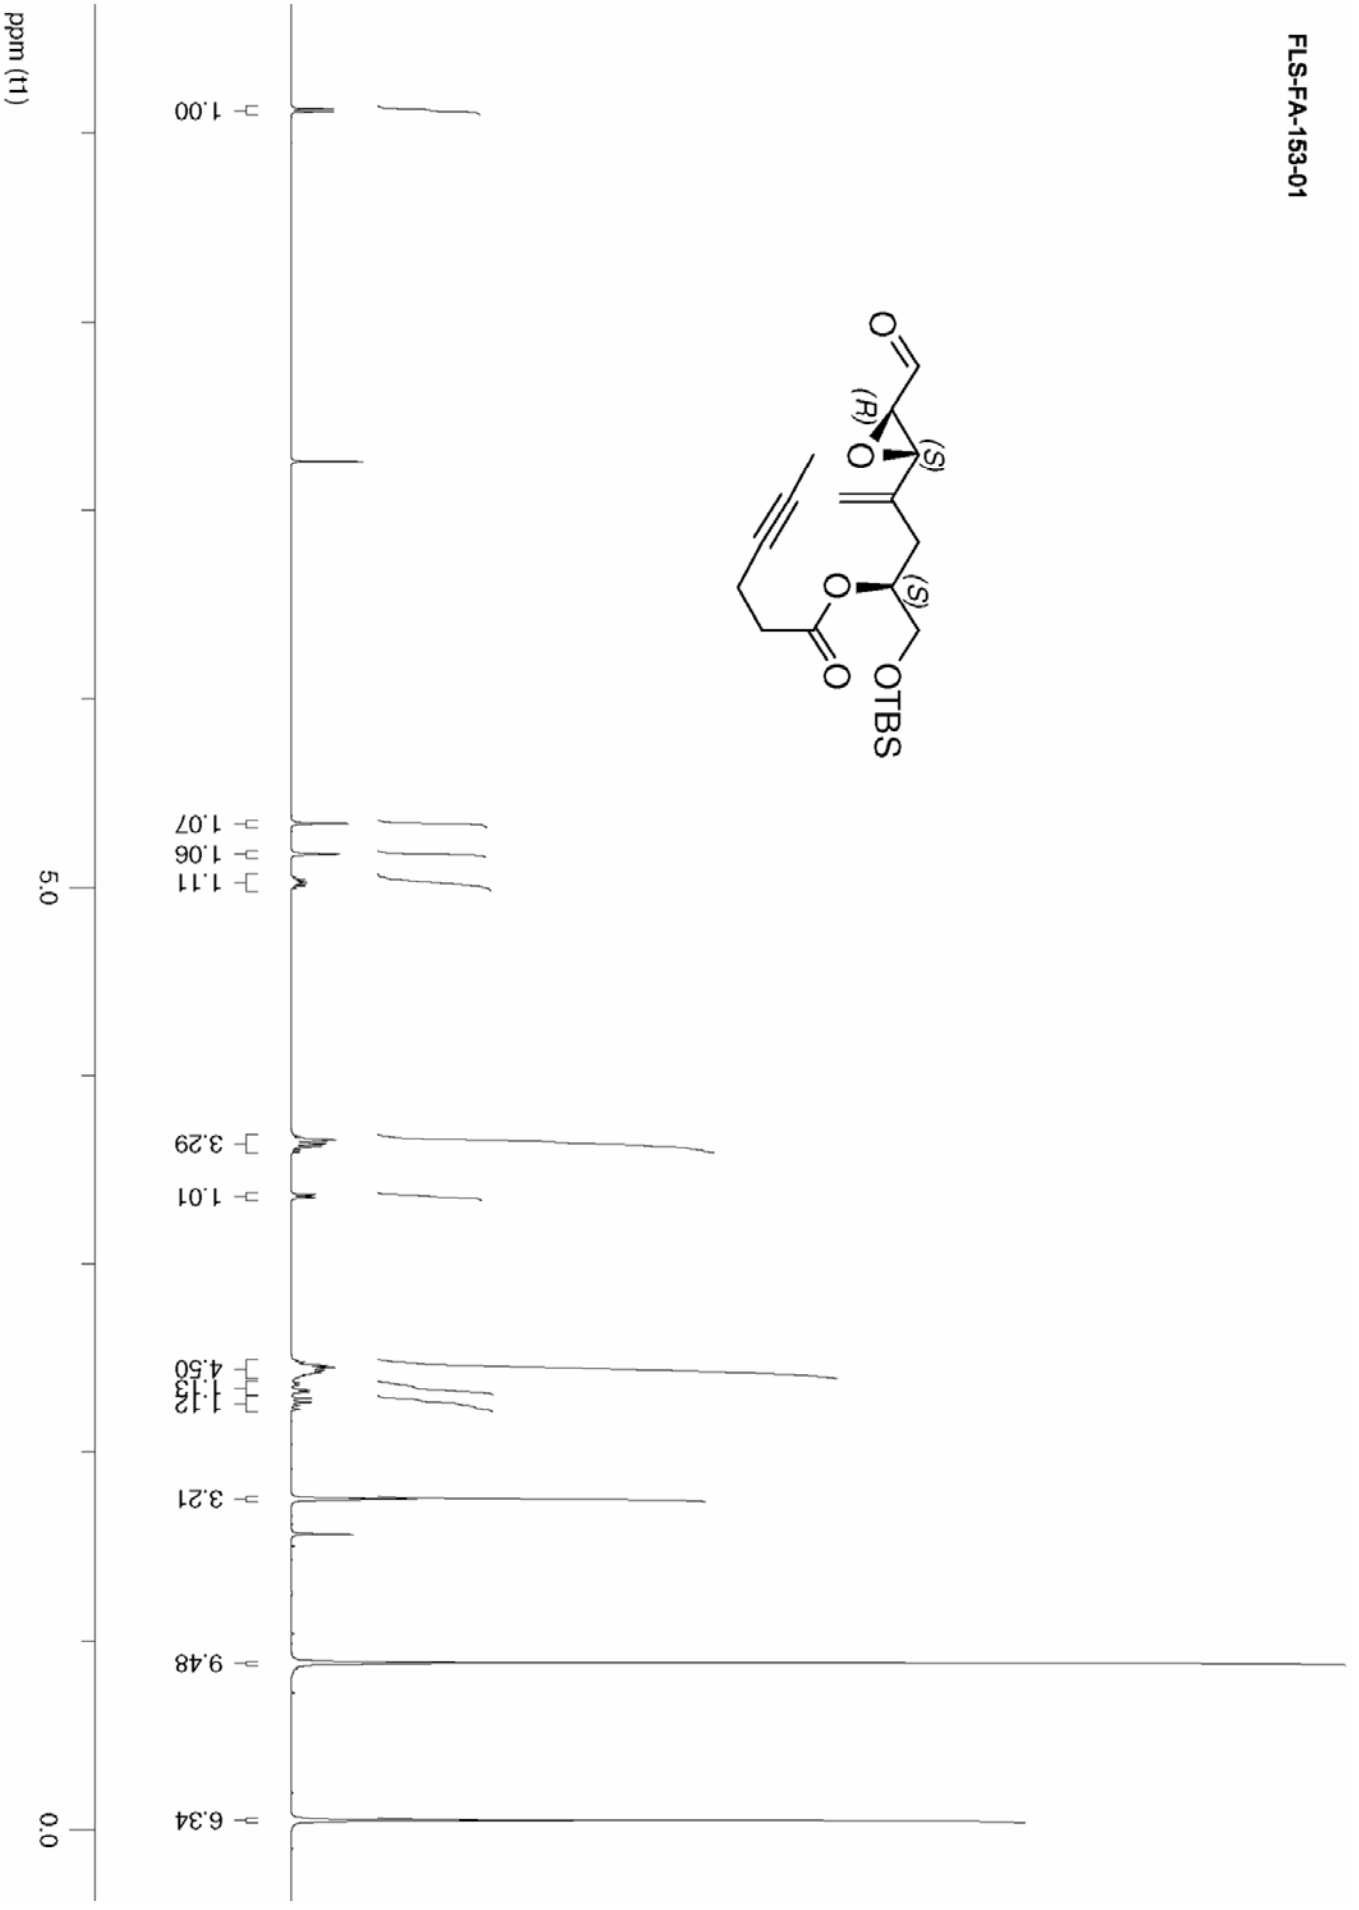 FLS-FA-153-01
O
(R)
O
(S)
(S)
O
O
OTBS
1.00
1.07
1.06
1.11
3.29
1.01
4.50
1.13
1.12
3.21
9.48
6.34
5.0
0.0
ppm (t1)